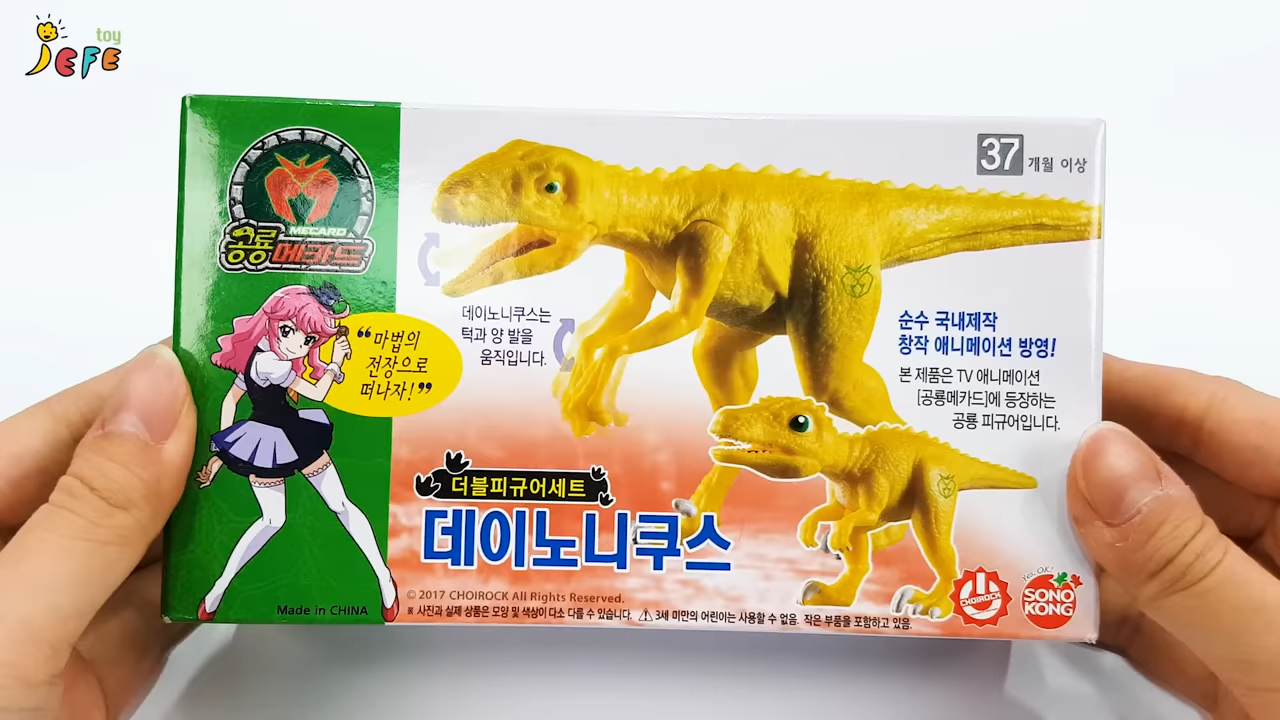 toy
JEFE
MECARD
공룡메카드
“마법의
전장으로
떠나자!”
Made in CHINA
37 개월 이상
데이노니쿠스는
턱과 양 발을
움직입니다.
순수 국내제작
창작 애니메이션 방영!
본 제품은 TV 애니메이션
[공룡메카드]에 등장하는
공룡 피규어입니다.
더블피규어세트
데이노니쿠스
© 2017 CHOIROCK All Rights Reserved.
※ 사진과 실제 상품은 모양 및 색상이 다소 다를 수 있습니다. ⚠ 3세 미만의 어린이는 사용할 수 없음. 작은 부품을 포함하고 있음.
CHOIROCK
Yes, OK!
SONO
KONG